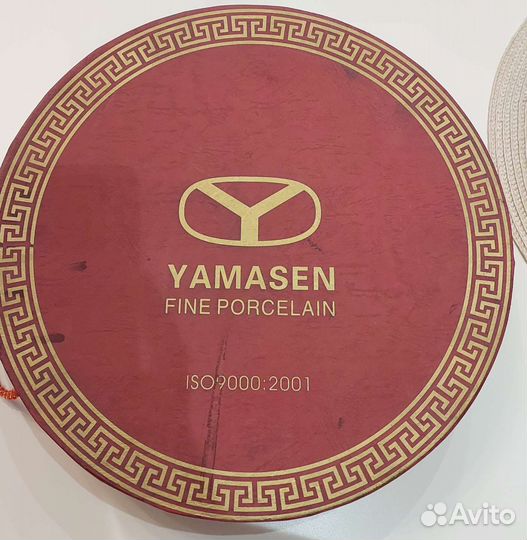 YAMASEN
FINE PORCELAIN
ISO9000:2001
Avito